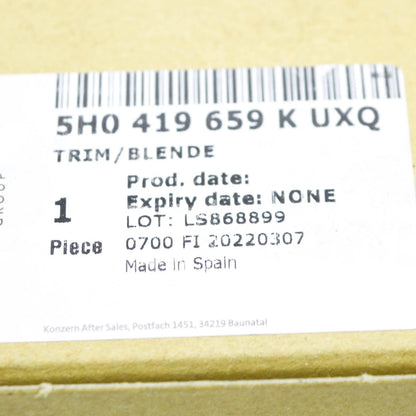 5H0 419 659 K UXQ
TRIM/BLENDE
Prod. date:
1 Expiry date: NONE
LOT: LS868899
Piece 0700 FI 20220307
Made in Spain
Konzern After Sales, Postfach 1451, 34219 Baunatal
GROUP